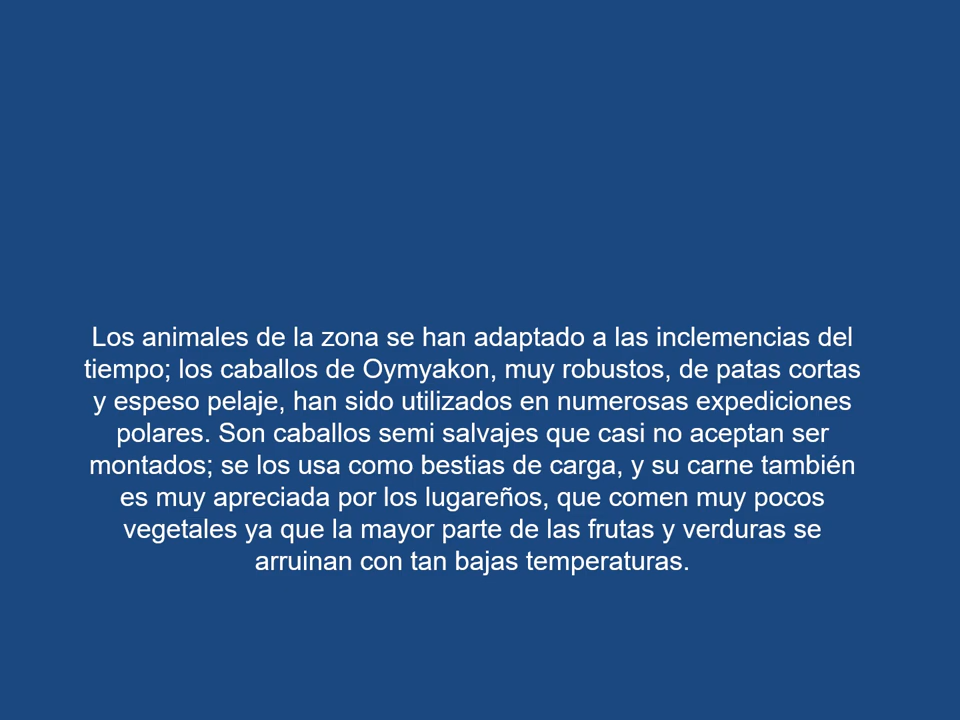 Los animales de la zona se han adaptado a las inclemencias del
tiempo; los caballos de Oymyakon, muy robustos, de patas cortas
y espeso pelaje, han sido utilizados en numerosas expediciones
polares. Son caballos semi salvajes que casi no aceptan ser
montados; se los usa como bestias de carga, y su carne también
es muy apreciada por los lugareños, que comen muy pocos
vegetales ya que la mayor parte de las frutas y verduras se
arruinan con tan bajas temperaturas.